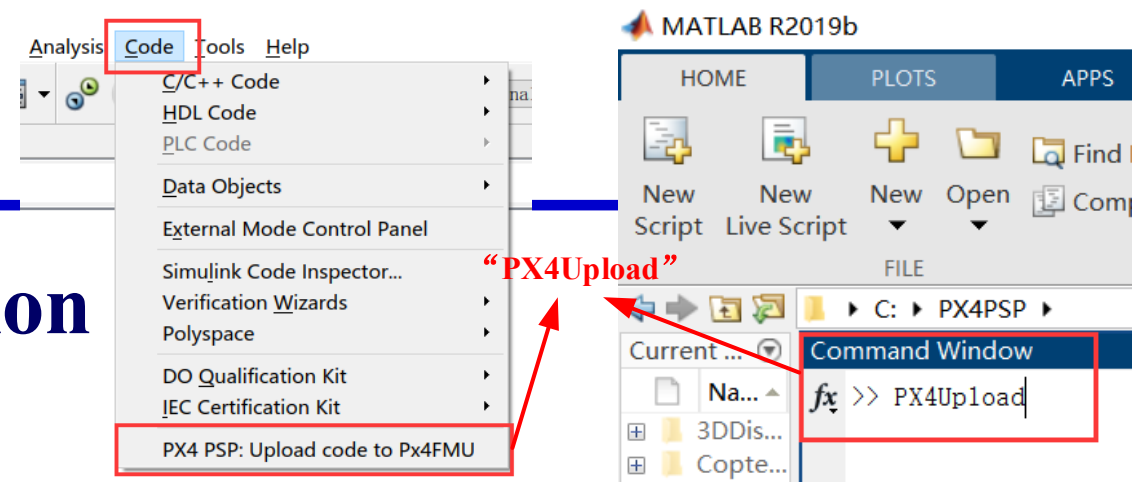 Analysis Code Tools Help
C/C++ Code
HDL Code
PLC Code
Data Objects
External Mode Control Panel
Simulink Code Inspector...
Verification Wizards
Polyspace
DO Qualification Kit
IEC Certification Kit
PX4 PSP: Upload code to Px4FMU
on
“PX4Upload”
MATLAB R2019b
HOME PLOTS APPS
New Script
New Live Script
New
Open
Find
FILE
C: PX4PSP
Current ...
Command Window
Na...
fx >> PX4Upload
3DDis...
Copte...